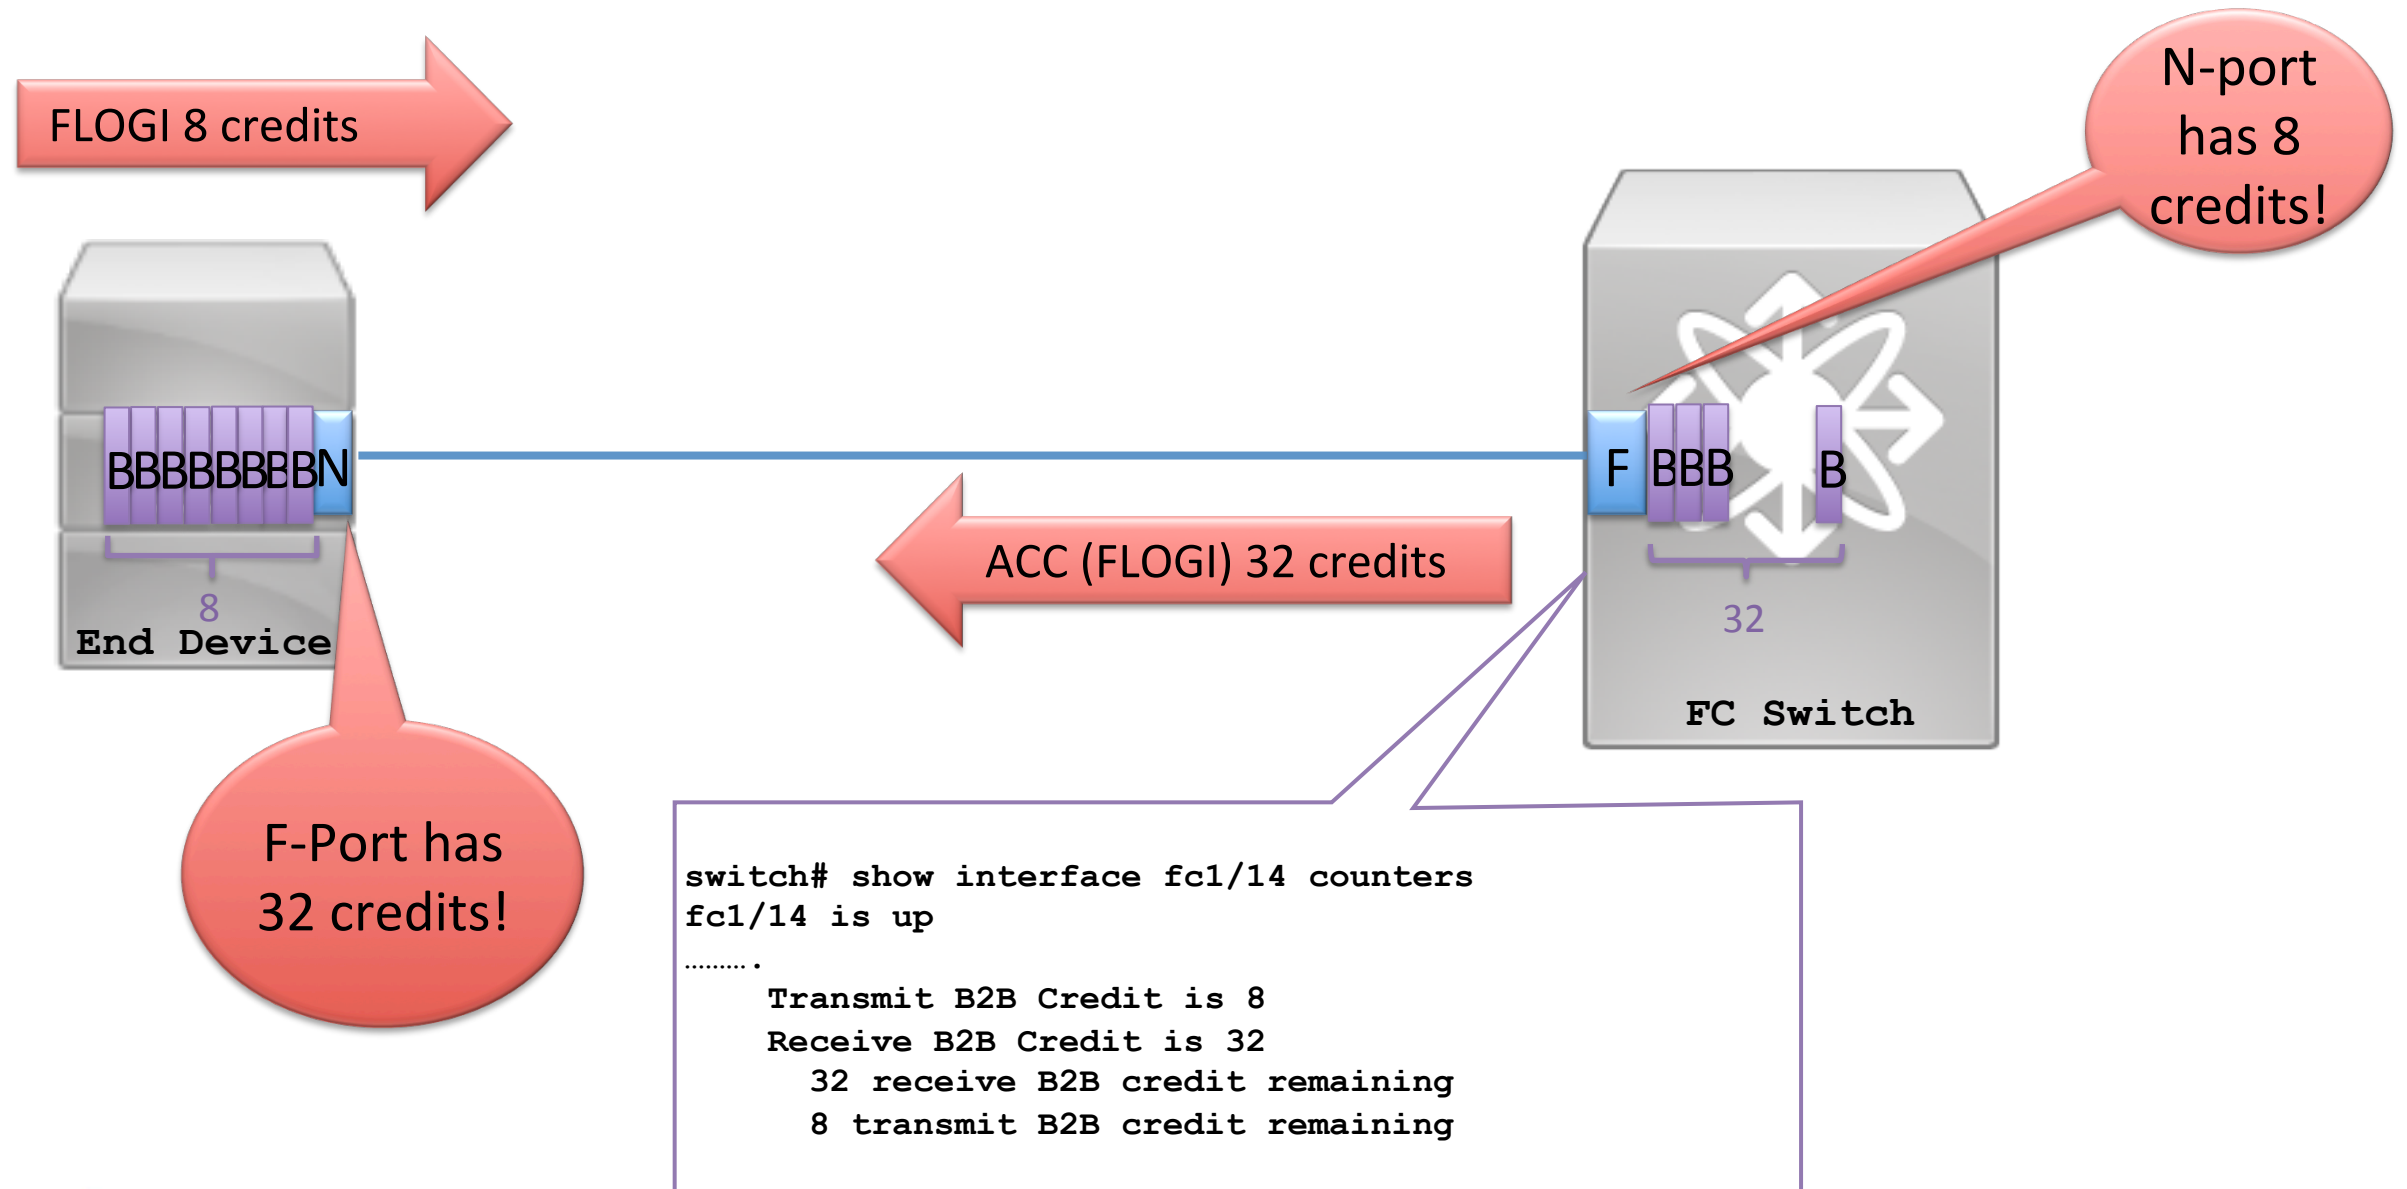 FLOGI 8 credits
N-port
has 8
credits!
BBBBBBBBN
8
End Device
F BBB B
32
FC Switch
ACC (FLOGI) 32 credits
F-Port has
32 credits!
switch# show interface fc1/14 counters
fc1/14 is up
……….
Transmit B2B Credit is 8
Receive B2B Credit is 32
32 receive B2B credit remaining
8 transmit B2B credit remaining